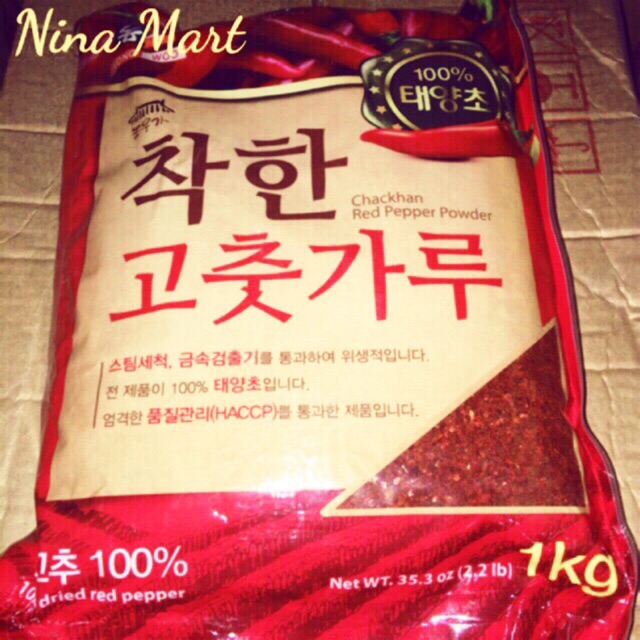 Nina Mart
100%
태양초
착한
Chackhan
Red Pepper Powder
고춧가루
스팀세척, 금속검출기를 통과하여 위생적입니다.
전 제품이 100% 태양초입니다.
엄격한 품질관리(HACCP)를 통과한 제품입니다.
고추 100%
dried red pepper
Net WT. 35.3 oz (2.2 lb)
1kg